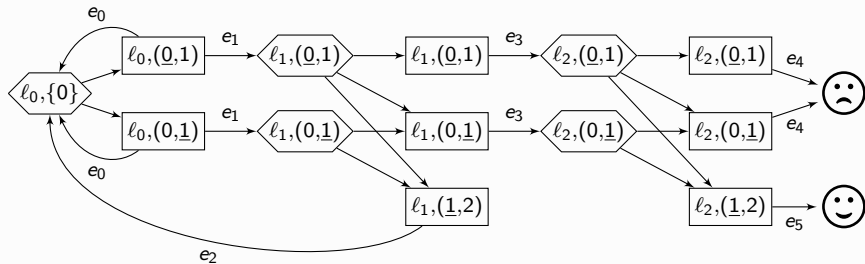 e₀
ℓ₀,(0̲,1) e₁ ℓ₁,(0̲,1) ℓ₁,(0̲,1) e₃ ℓ₂,(0̲,1) ℓ₂,(0̲,1) e₄
ℓ₀,{0}
ℓ₀,(0,1̲) e₁ ℓ₁,(0,1̲) ℓ₁,(0,1̲) e₃ ℓ₂,(0,1̲) ℓ₂,(0,1̲) e₄
e₀
ℓ₁,(1̲,2) ℓ₂,(1̲,2) e₅
e₂